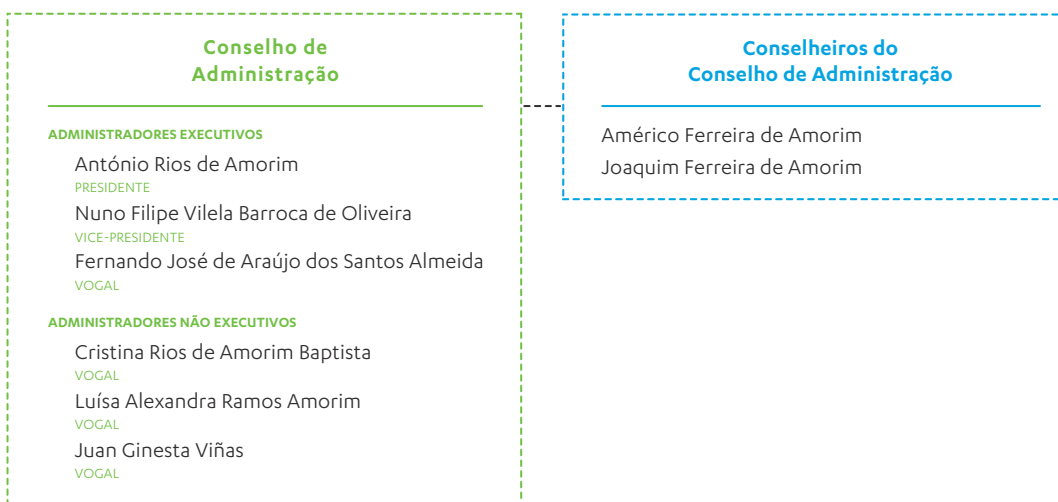 Conselho de
Administração
ADMINISTRADORES EXECUTIVOS
António Rios de Amorim
PRESIDENTE
Nuno Filipe Vilela Barroca de Oliveira
VICE-PRESIDENTE
Fernando José de Araújo dos Santos Almeida
VOGAL
ADMINISTRADORES NÃO EXECUTIVOS
Cristina Rios de Amorim Baptista
VOGAL
Luísa Alexandra Ramos Amorim
VOGAL
Juan Ginesta Viñas
VOGAL
Conselheiros do
Conselho de Administração
Américo Ferreira de Amorim
Joaquim Ferreira de Amorim